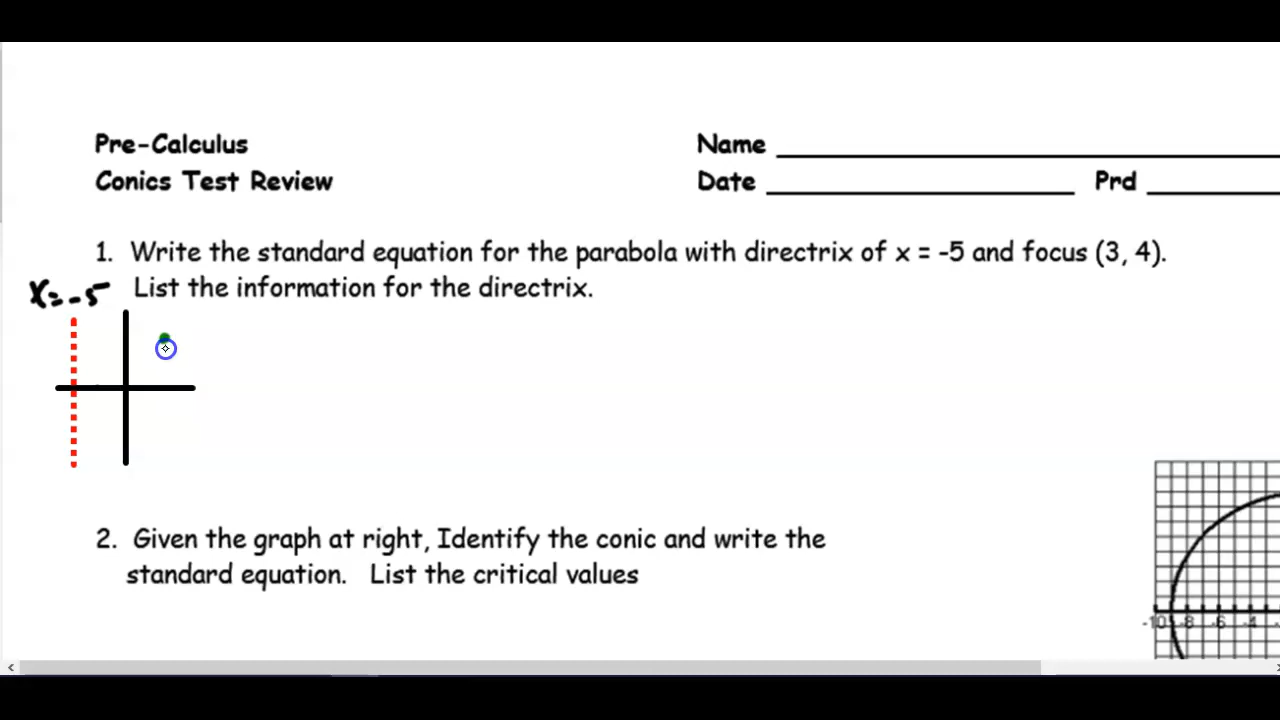 Pre-Calculus
Name
Conics Test Review
Date Prd
1. Write the standard equation for the parabola with directrix of x = -5 and focus (3, 4).
List the information for the directrix.
x=-5
2. Given the graph at right, Identify the conic and write the
standard equation. List the critical values
-10 -8 -6 -4